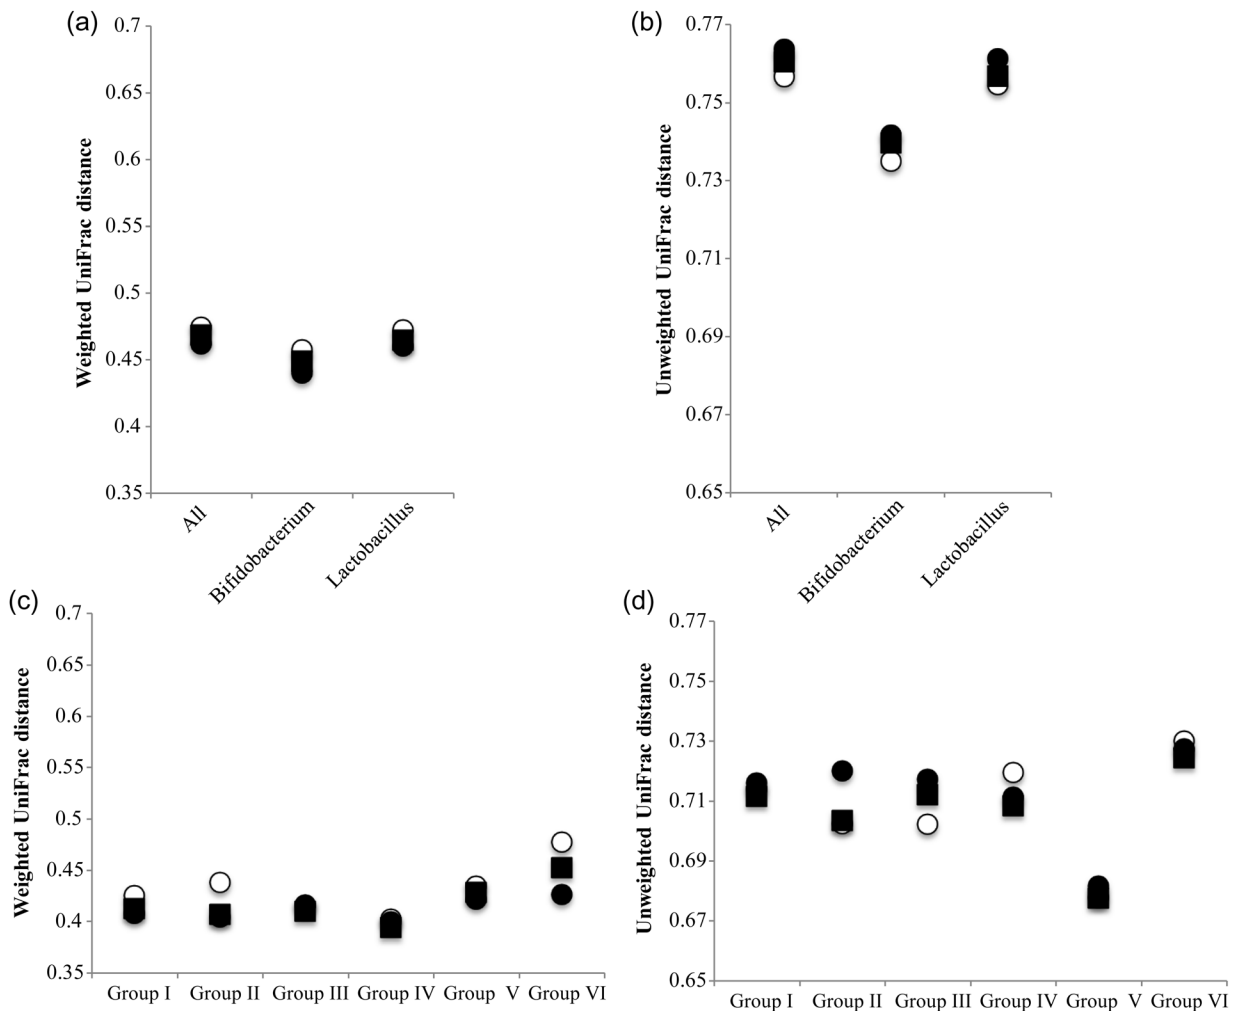 (a)
Weighted UniFrac distance
0.7
0.65
0.6
0.55
0.5
0.45
0.4
0.35
All
Bifidobacterium
Lactobacillus
(b)
Unweighted UniFrac distance
0.77
0.75
0.73
0.71
0.69
0.67
0.65
All
Bifidobacterium
Lactobacillus
(c)
Weighted UniFrac distance
0.7
0.65
0.6
0.55
0.5
0.45
0.4
0.35
Group I Group II Group III Group IV Group V Group VI
(d)
Unweighted UniFrac distance
0.77
0.75
0.73
0.71
0.69
0.67
0.65
Group I Group II Group III Group IV Group V Group VI